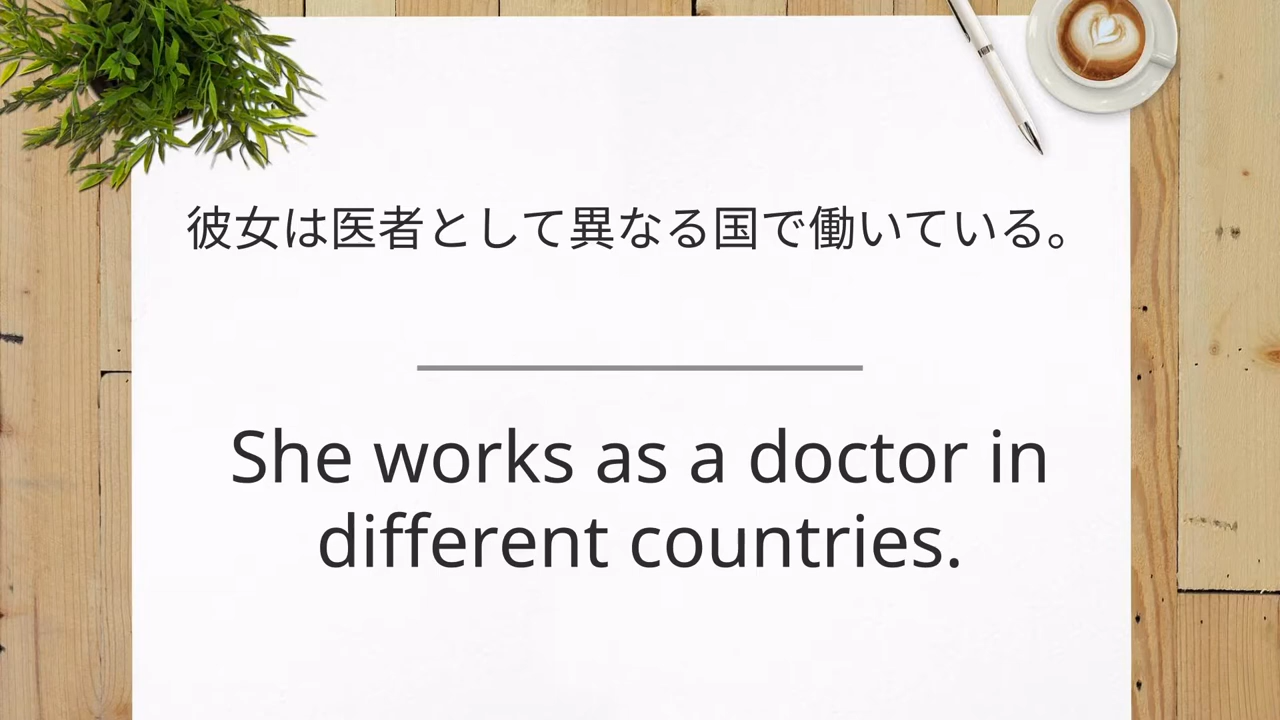 彼女は医者として異なる国で働いている。
She works as a doctor in
different countries.